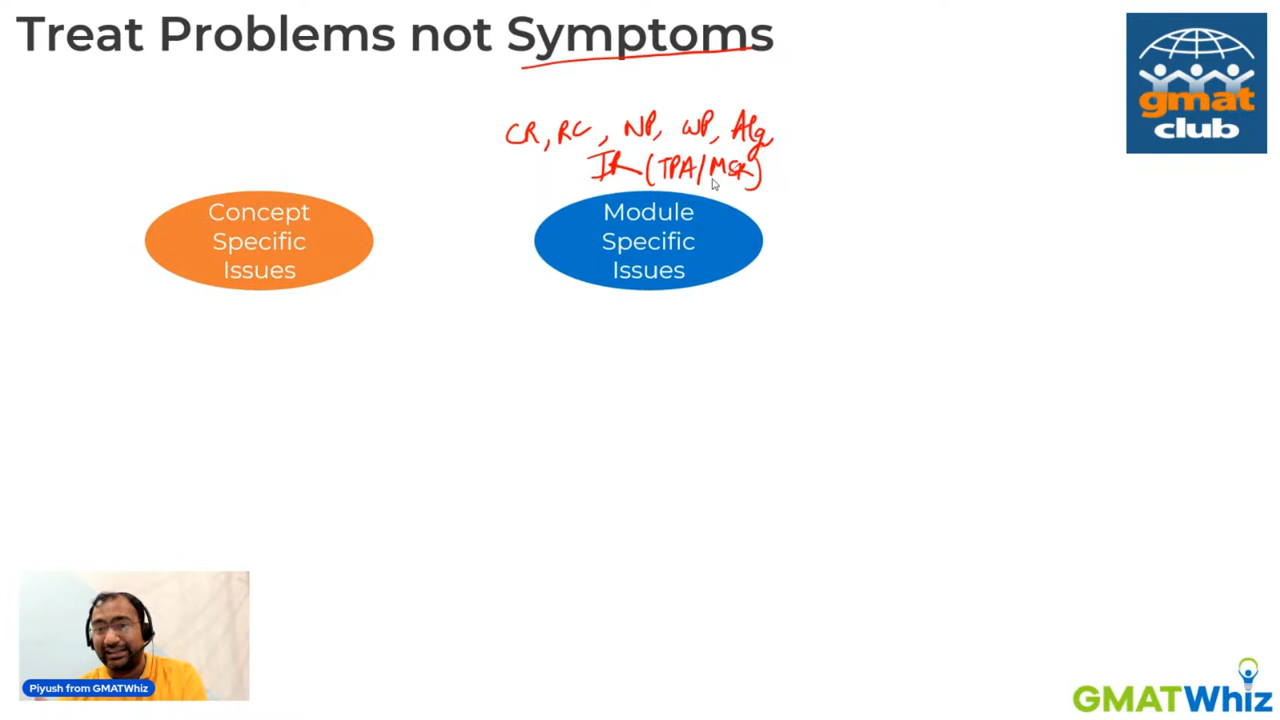 Treat Problems not Symptoms
gmat
club
CR, RC, NP, WP, Alg
IR (TPA/MSR)
Concept
Specific
Issues
Module
Specific
Issues
Piyush from GMATWhiz
GMATWhiz